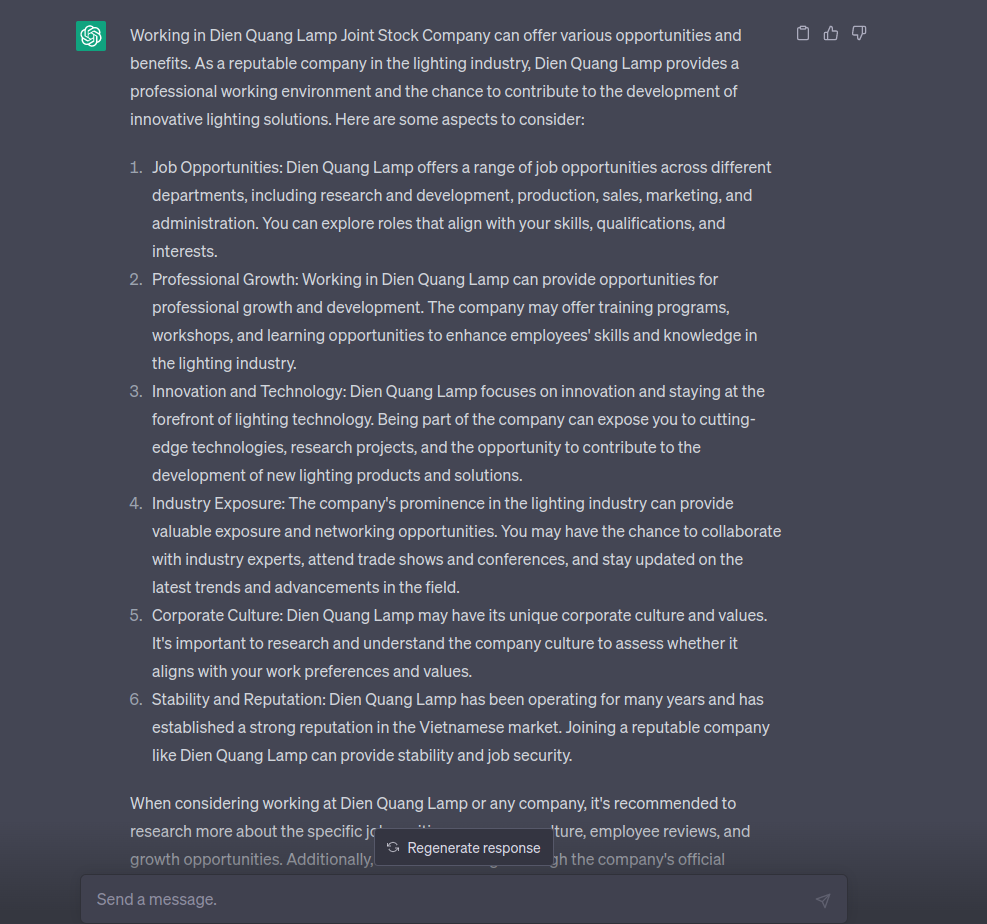 Working in Dien Quang Lamp Joint Stock Company can offer various opportunities and
benefits. As a reputable company in the lighting industry, Dien Quang Lamp provides a
professional working environment and the chance to contribute to the development of
innovative lighting solutions. Here are some aspects to consider:
1. Job Opportunities: Dien Quang Lamp offers a range of job opportunities across different
departments, including research and development, production, sales, marketing, and
administration. You can explore roles that align with your skills, qualifications, and
interests.
2. Professional Growth: Working in Dien Quang Lamp can provide opportunities for
professional growth and development. The company may offer training programs,
workshops, and learning opportunities to enhance employees' skills and knowledge in
the lighting industry.
3. Innovation and Technology: Dien Quang Lamp focuses on innovation and staying at the
forefront of lighting technology. Being part of the company can expose you to cutting-
edge technologies, research projects, and the opportunity to contribute to the
development of new lighting products and solutions.
4. Industry Exposure: The company's prominence in the lighting industry can provide
valuable exposure and networking opportunities. You may have the chance to collaborate
with industry experts, attend trade shows and conferences, and stay updated on the
latest trends and advancements in the field.
5. Corporate Culture: Dien Quang Lamp may have its unique corporate culture and values.
It's important to research and understand the company culture to assess whether it
aligns with your work preferences and values.
6. Stability and Reputation: Dien Quang Lamp has been operating for many years and has
established a strong reputation in the Vietnamese market. Joining a reputable company
like Dien Quang Lamp can provide stability and job security.
When considering working at Dien Quang Lamp or any company, it's recommended to
research more about the specific employee reviews, and
growth opportunities. Additionally, the company's official
Regenerate response
Send a message.